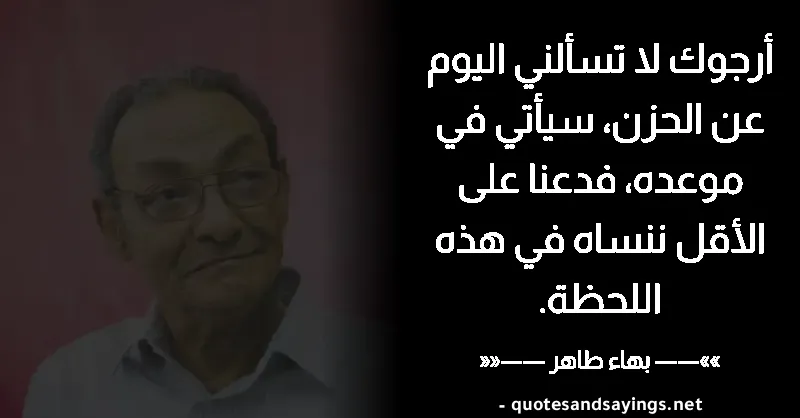 أرجوك لا تسألني اليوم
عن الحزن، سيأتي في
موعده، فدعنا على
الأقل ننساه في هذه
اللحظة.
»»—— بهاء طاهر ——««
- quotesandsayings.net